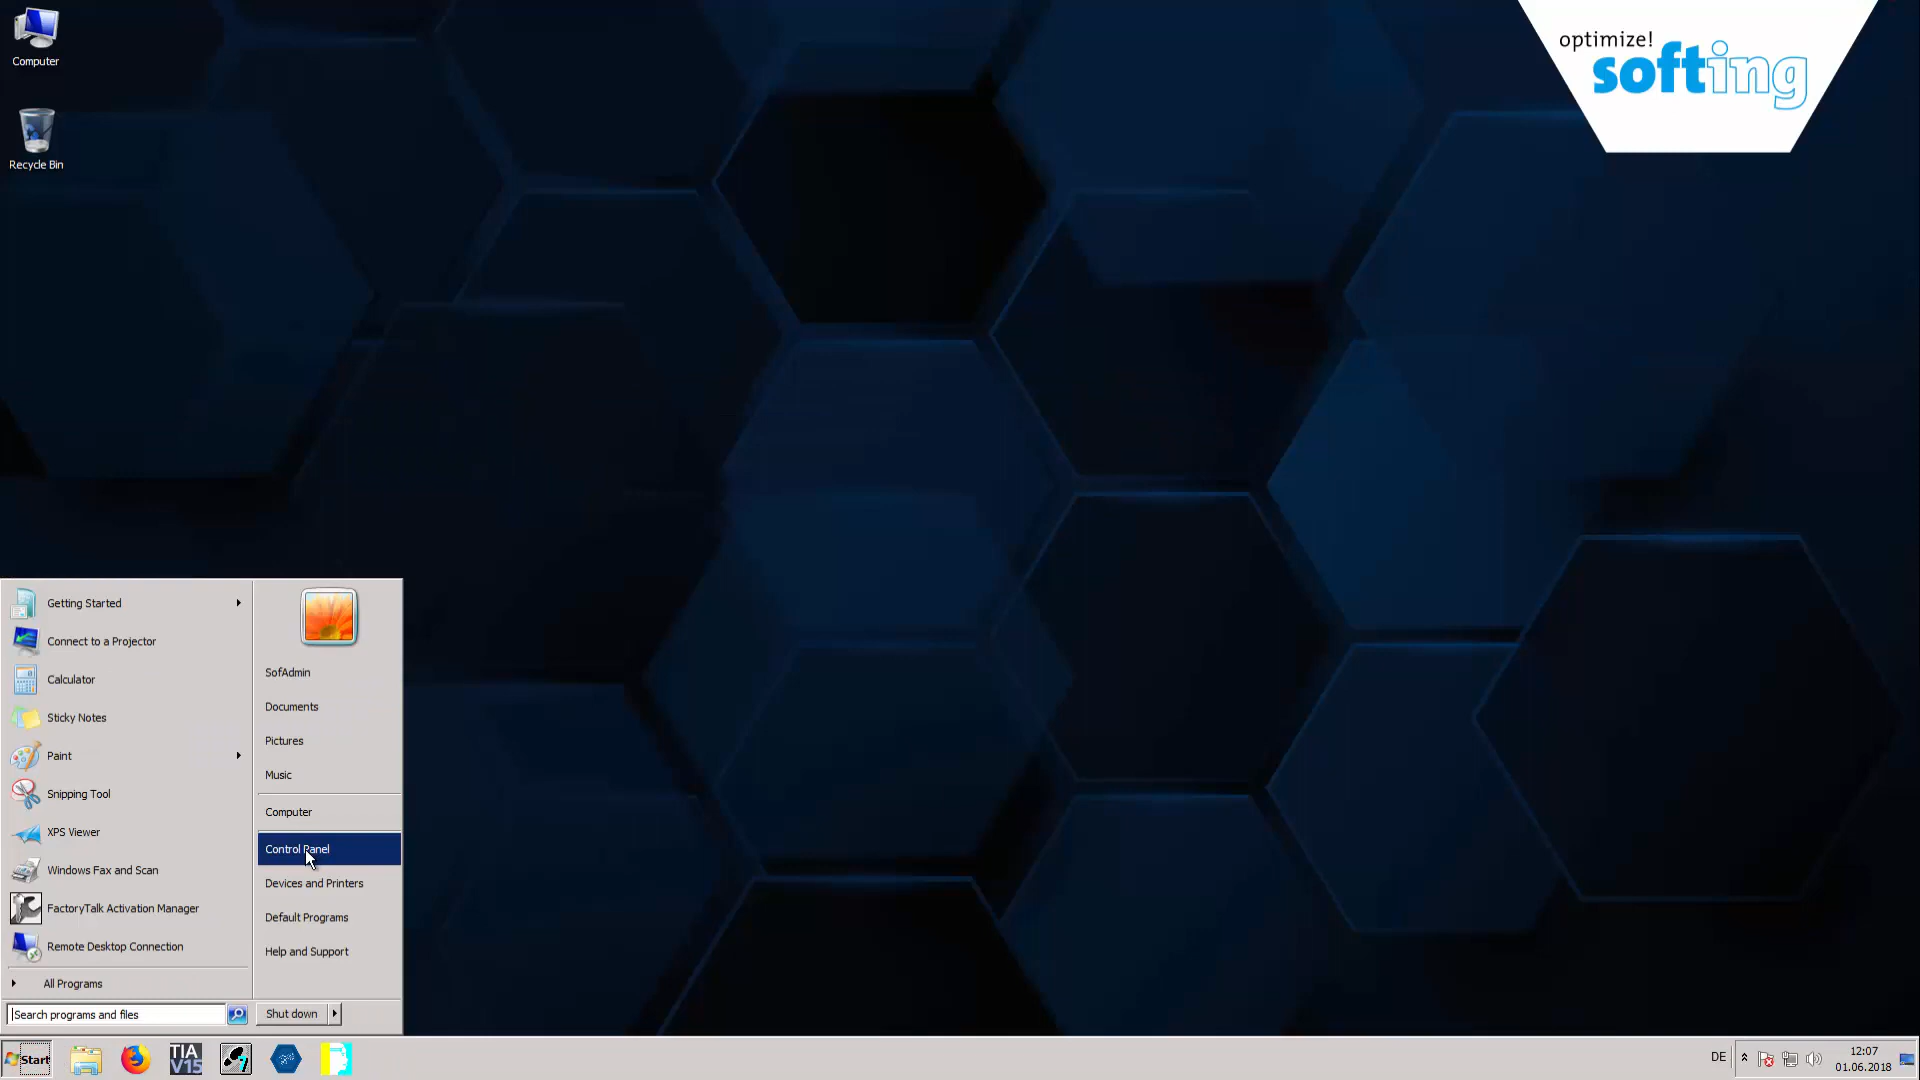 Computer
Recycle Bin
optimize!
softing
Getting Started
Connect to a Projector
Calculator
Sticky Notes
Paint
Snipping Tool
XPS Viewer
Windows Fax and Scan
FactoryTalk Activation Manager
Remote Desktop Connection
All Programs
Search programs and files
SofAdmin
Documents
Pictures
Music
Computer
Control Panel
Devices and Printers
Default Programs
Help and Support
Shut down
Start
TIA
V15
DE
12:07
01.06.2018